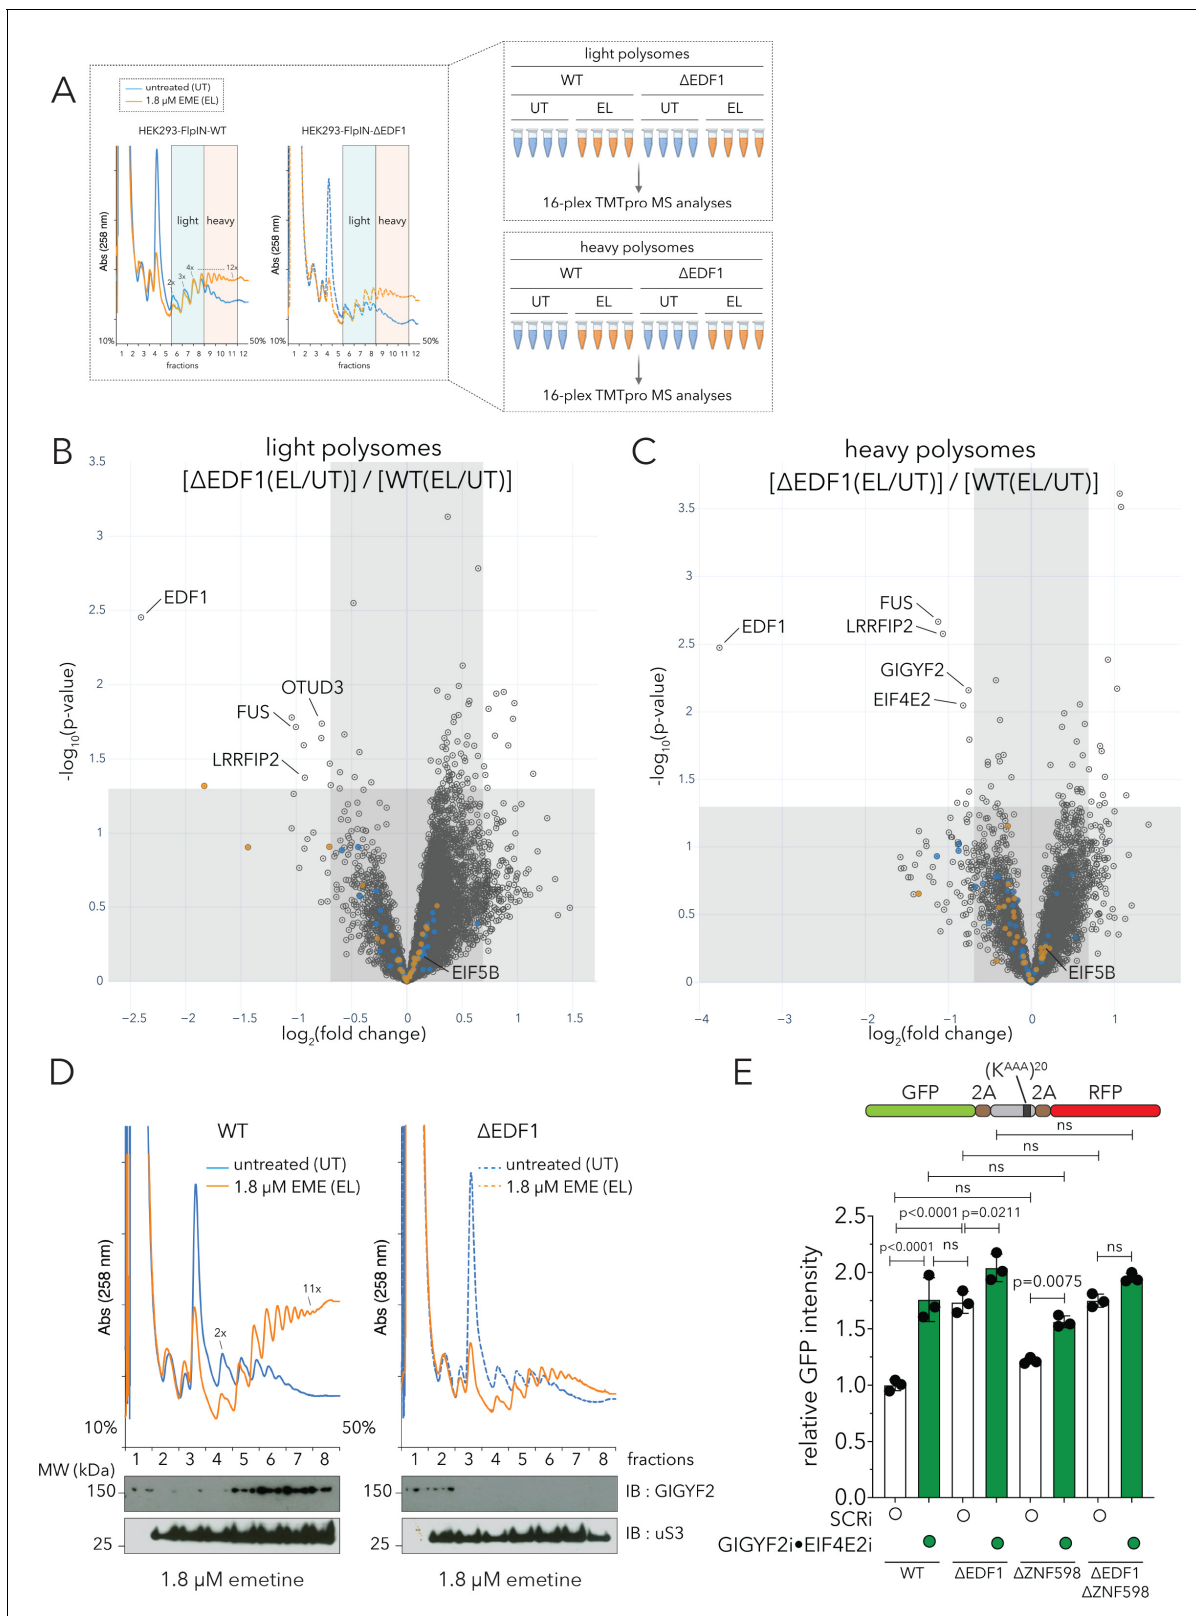 A
untreated (UT)
1.8 µM EME (EL)
HEK293-FlpIN-WT
HEK293-FlpIN-ΔEDF1
Abs (258 nm)
light
heavy
2x
3x
4x
12x
10%
50%
1 2 3 4 5 6 7 8 9 10 11 12
fractions
Abs (258 nm)
light
heavy
10%
50%
1 2 3 4 5 6 7 8 9 10 11 12
fractions
light polysomes
WT ΔEDF1
UT EL UT EL
16-plex TMTpro MS analyses
heavy polysomes
WT ΔEDF1
UT EL UT EL
16-plex TMTpro MS analyses
B
light polysomes
[ΔEDF1(EL/UT)] / [WT(EL/UT)]
3.5
3
2.5
2
1.5
1
0.5
0
-log10(p-value)
EDF1
OTUD3
FUS
LRRFIP2
EIF5B
−2.5 −2 −1.5 −1 −0.5 0 0.5 1 1.5
log2(fold change)
C
heavy polysomes
[ΔEDF1(EL/UT)] / [WT(EL/UT)]
3.5
3
2.5
2
1.5
1
0.5
0
-log10(p-value)
EDF1
FUS
LRRFIP2
GIGYF2
EIF4E2
EIF5B
−4 −3 −2 −1 0 1
log2(fold change)
D
WT
untreated (UT)
1.8 µM EME (EL)
Abs (258 nm)
2x
11x
10%
50%
1 2 3 4 5 6 7 8
ΔEDF1
untreated (UT)
1.8 µM EME (EL)
Abs (258 nm)
1 2 3 4 5 6 7 8
fractions
MW (kDa)
150
25
150
25
IB : GIGYF2
IB : uS3
1.8 µM emetine
1.8 µM emetine
E
(KAAA)20
GFP 2A 2A RFP
ns
ns
ns
ns
p<0.0001 p=0.0211
p<0.0001 ns
p=0.0075
ns
relative GFP intensity
2.5
2.0
1.5
1.0
0.5
0.0
SCRi
GIGYF2i•EIF4E2i
WT ΔEDF1 ΔZNF598 ΔEDF1
ΔZNF598